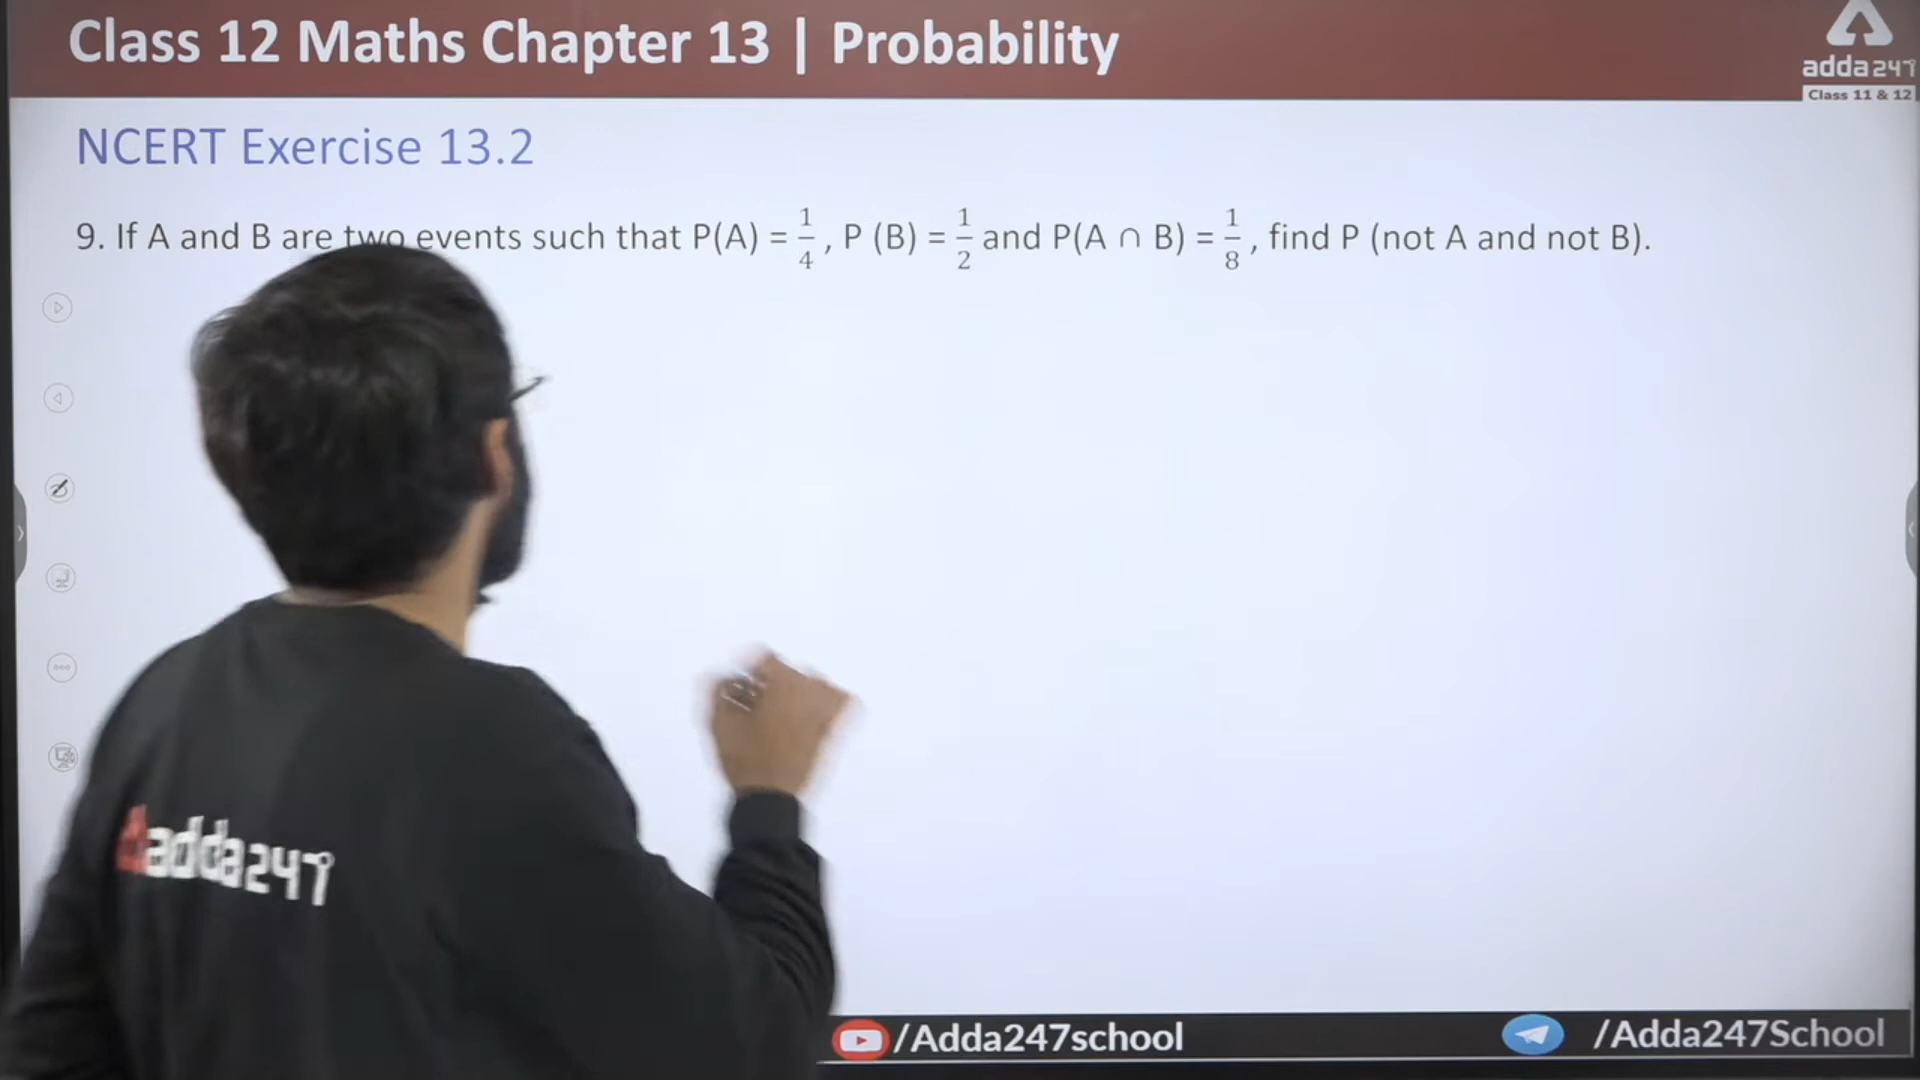 Class 12 Maths Chapter 13 | Probability
adda247
Class 11 & 12
NCERT Exercise 13.2
9. If A and B are two events such that P(A) = 1/4 , P (B) = 1/2 and P(A ∩ B) = 1/8 , find P (not A and not B).
adda247
/Adda247school
/Adda247School